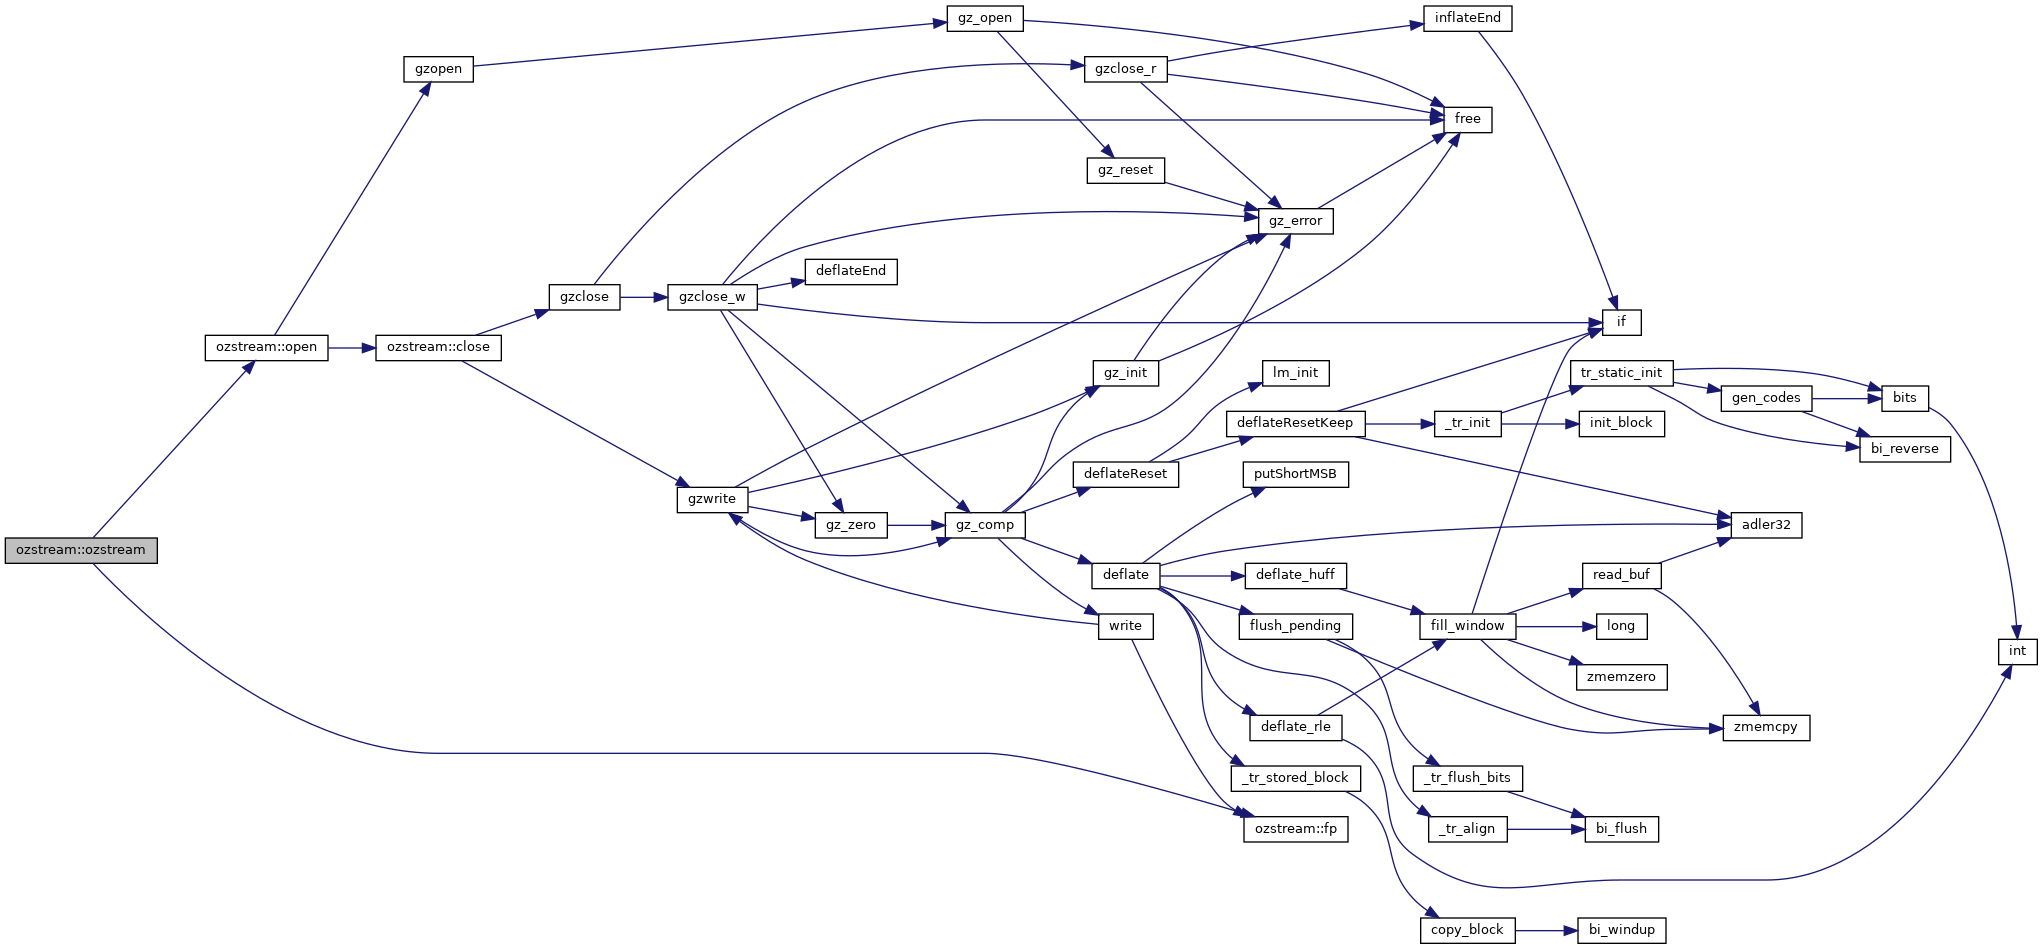 gz_open
inflateEnd
gzopen
gzclose_r
free
gz_reset
gz_error
deflateEnd
gzclose
gzclose_w
if
ozstream::open
ozstream::close
gz_init
lm_init
tr_static_init
gen_codes
bits
deflateResetKeep
_tr_init
init_block
bi_reverse
deflateReset
putShortMSB
gzwrite
gz_zero
gz_comp
adler32
ozstream::ozstream
deflate
deflate_huff
read_buf
write
flush_pending
fill_window
long
int
zmemzero
deflate_rle
zmemcpy
_tr_stored_block
_tr_flush_bits
ozstream::fp
_tr_align
bi_flush
copy_block
bi_windup